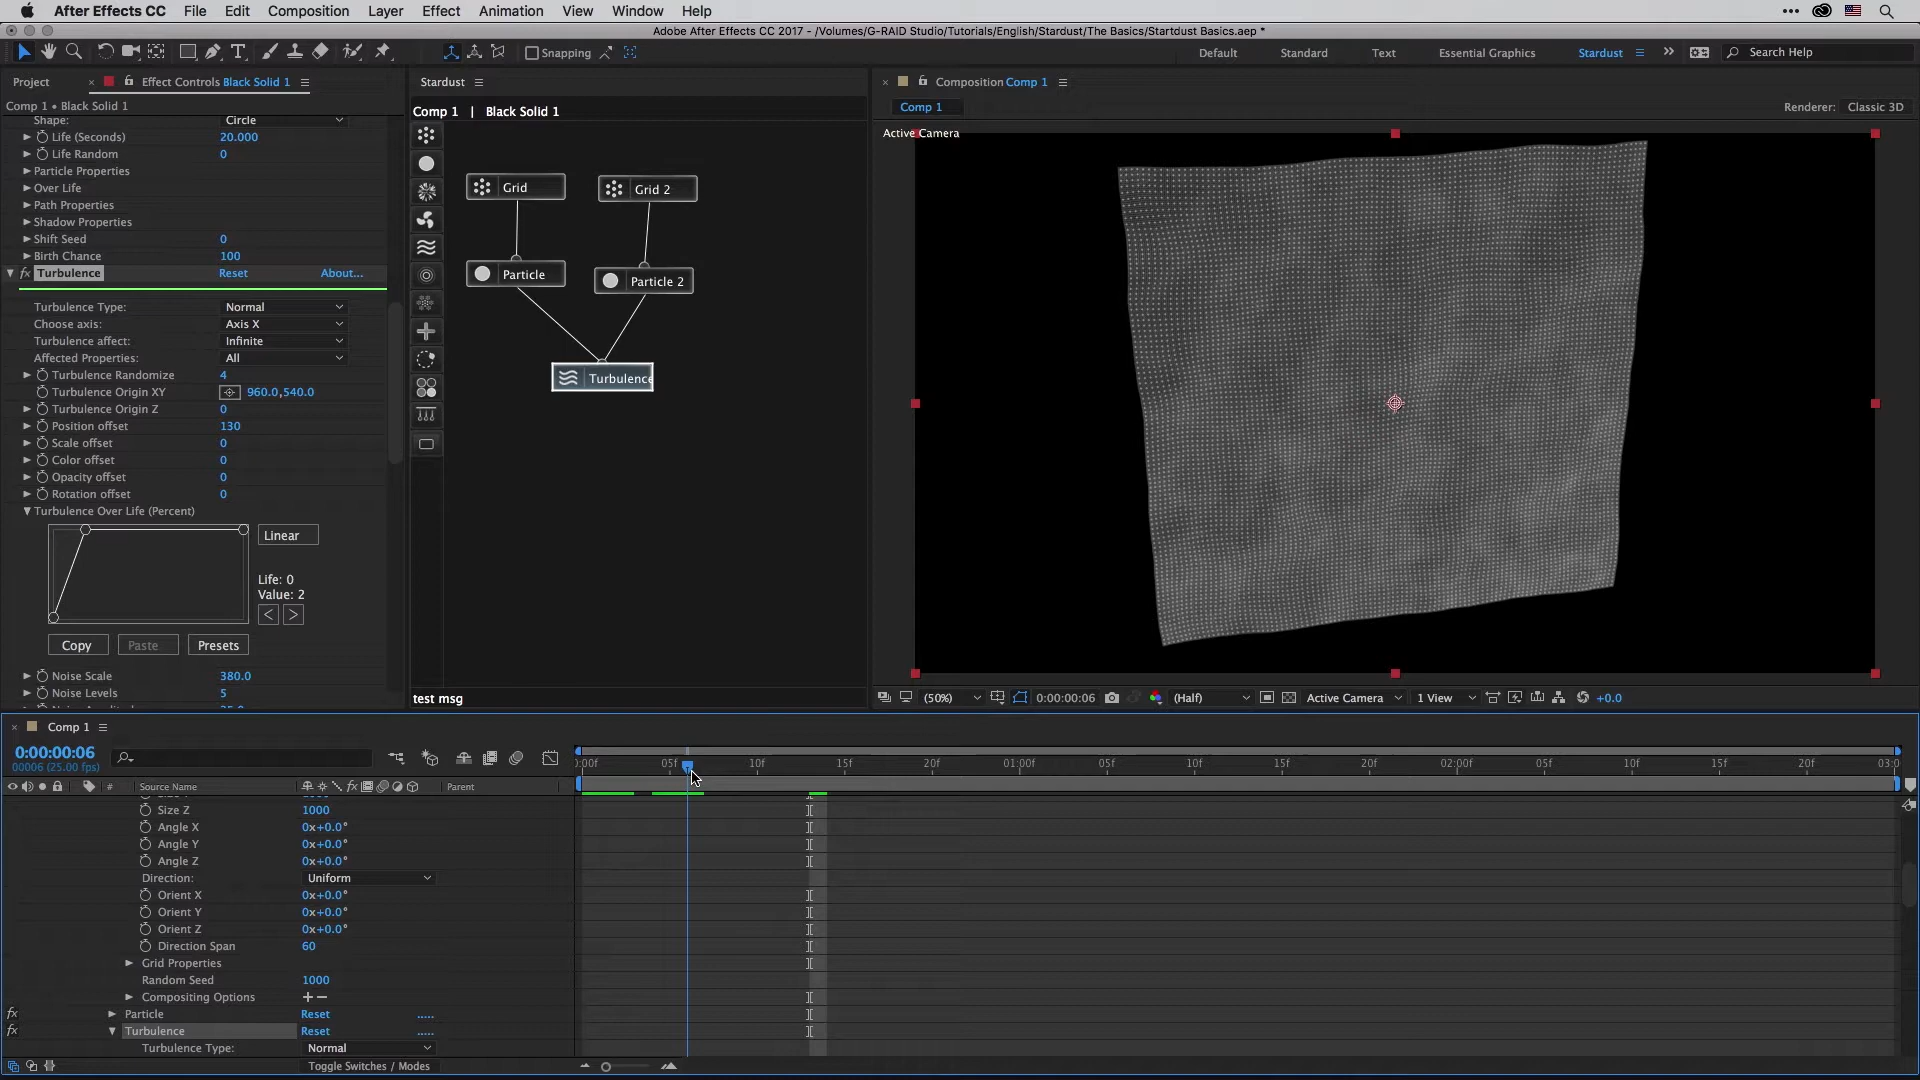 After Effects CC File Edit Composition Layer Effect Animation View Window Help
Adobe After Effects CC 2017 - /Volumes/G-RAID Studio/Tutorials/English/Stardust/The Basics/Startdust Basics.aep *
Snapping Default Standard Text Essential Graphics Stardust Search Help
Project Effect Controls Black Solid 1 Stardust Composition Comp 1
Comp 1 • Black Solid 1
Comp 1 | Black Solid 1
Comp 1 Renderer: Classic 3D
Shape: Circle
Life (Seconds) 20.000
Life Random 0
Particle Properties
Over Life
Path Properties
Shadow Properties
Shift Seed 0
Birth Chance 100
Turbulence Reset About...
Turbulence Type: Normal
Choose axis: Axis X
Turbulence affect: Infinite
Affected Properties: All
Turbulence Randomize 4
Turbulence Origin XY 960.0,540.0
Turbulence Origin Z 0
Position offset 130
Scale offset 0
Color offset 0
Opacity offset 0
Rotation offset 0
Turbulence Over Life (Percent)
Linear
Life: 0
Value: 2
< >
Copy Paste Presets
Noise Scale 380.0
Noise Levels 5
Grid Grid 2
Particle Particle 2
Turbulence
test msg
Active Camera
(50%) 0:00:00:06 (Half) Active Camera 1 View +0.0
Comp 1
0:00:00:06
00006 (25.00 fps)
:00f 05f 10f 15f 20f 01:00f 05f 10f 15f 20f 02:00f 05f 10f 15f 20f 03:0
# Source Name Parent
Size Z 1000
Angle X 0x+0.0°
Angle Y 0x+0.0°
Angle Z 0x+0.0°
Direction: Uniform
Orient X 0x+0.0°
Orient Y 0x+0.0°
Orient Z 0x+0.0°
Direction Span 60
Grid Properties
Random Seed 1000
Compositing Options + −
fx Particle Reset .....
fx Turbulence Reset .....
Turbulence Type: Normal
Toggle Switches / Modes